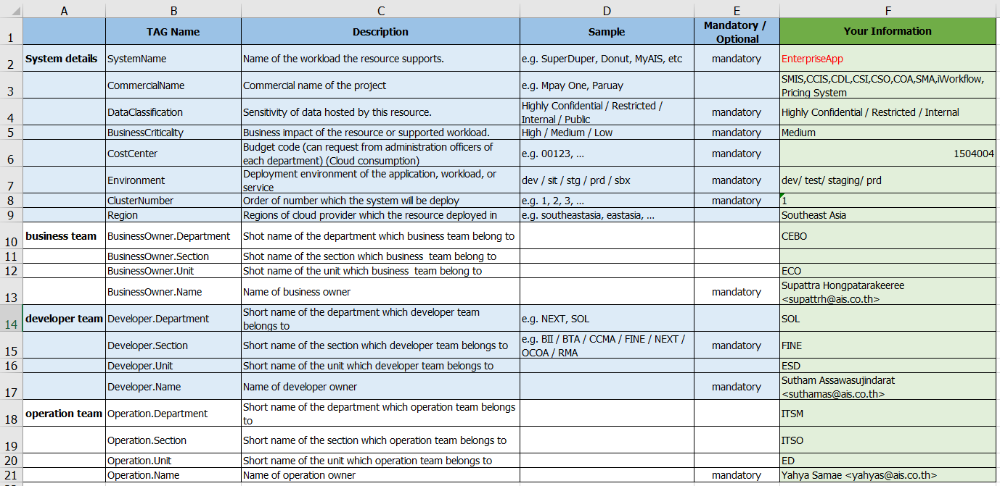 A B C D E F
1 TAG Name Description Sample Mandatory / Optional Your Information
2 System details SystemName Name of the workload the resource supports. e.g. SuperDuper, Donut, MyAIS, etc mandatory EnterpriseApp
3 CommercialName Commercial name of the project e.g. Mpay One, Paruay SMIS,CCIS,CDL,CSI,CSO,COA,SMA,iWorkflow, Pricing System
4 DataClassification Sensitivity of data hosted by this resource. Highly Confidential / Restricted / Internal / Public mandatory Highly Confidential / Restricted / Internal
5 BusinessCriticality Business impact of the resource or supported workload. High / Medium / Low mandatory Medium
6 CostCenter Budget code (can request from administration officers of each department) (Cloud consumption) e.g. 00123, ... mandatory 1504004
7 Environment Deployment environment of the application, workload, or service dev / sit / stg / prd / sbx mandatory dev/ test/ staging/ prd
8 ClusterNumber Order of number which the system will be deploy e.g. 1, 2, 3, ... mandatory 1
9 Region Regions of cloud provider which the resource deployed in e.g. southeastasia, eastasia, ... Southeast Asia
10 business team BusinessOwner.Department Shot name of the department which business team belong to CEBO
11 BusinessOwner.Section Shot name of the section which business  team belong to
12 BusinessOwner.Unit Shot name of the unit which business  team belong to ECO
13 BusinessOwner.Name Name of business owner mandatory Supattra Hongpatarakeeree <supattrh@ais.co.th>
14 developer team Developer.Department Short name of the department which developer team belongs to e.g. NEXT, SOL SOL
15 Developer.Section Short name of the section which developer team belongs to e.g. BII / BTA / CCMA / FINE / NEXT / OCOA / RMA mandatory FINE
16 Developer.Unit Short name of the unit which developer team belongs to ESD
17 Developer.Name Name of developer owner mandatory Sutham Assawasujindarat <suthamas@ais.co.th>
18 operation team Operation.Department Short name of the department which operation team belongs to ITSM
19 Operation.Section Short name of the section which operation team belongs to ITSO
20 Operation.Unit Short name of the unit which operation team belongs to ED
21 Operation.Name Name of operation owner mandatory Yahya Samae <yahyas@ais.co.th>